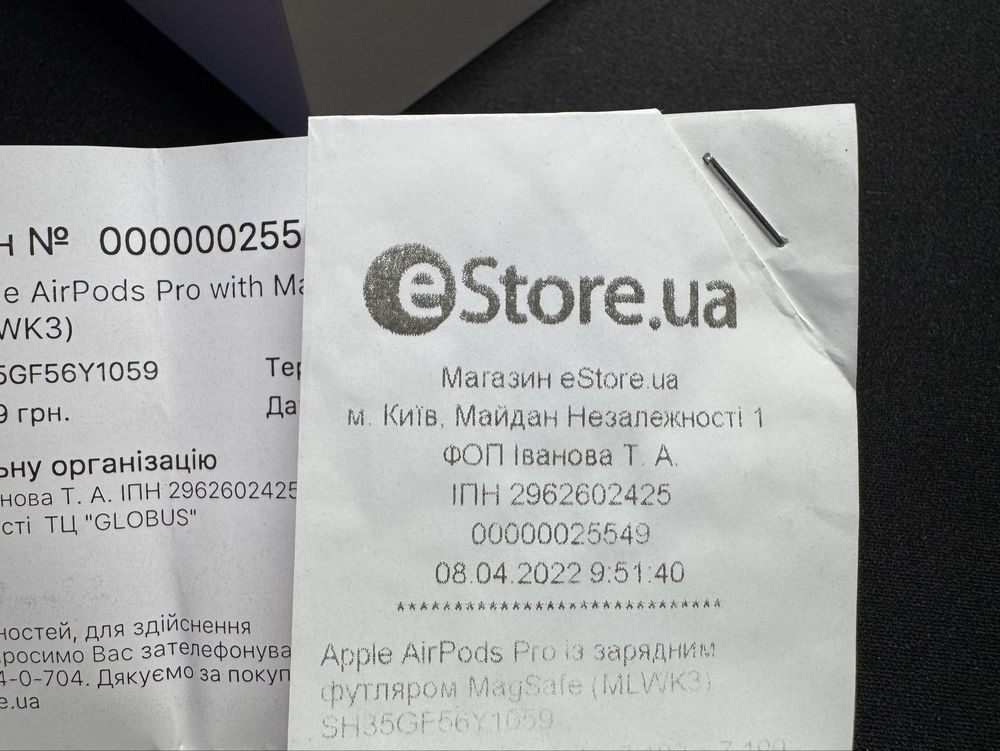 н № 000000255
e AirPods Pro with Ma
WK3)
5GF56Y1059 Тер
9 грн. Да
ьну організацію
нова Т. А. ІПН 2962602425
сті ТЦ "GLOBUS"
ностей, для здійснення
просимо Вас зателефонува
4-0-704. Дякуємо за покуп
e.ua
eStore.ua
Магазин eStore.ua
м. Київ, Майдан Незалежності 1
ФОП Іванова Т. А.
ІПН 2962602425
00000025549
08.04.2022 9:51:40
******************************
Apple AirPods Pro із зарядним
футляром MagSafe (MLWK3)
SH35GF56Y1059